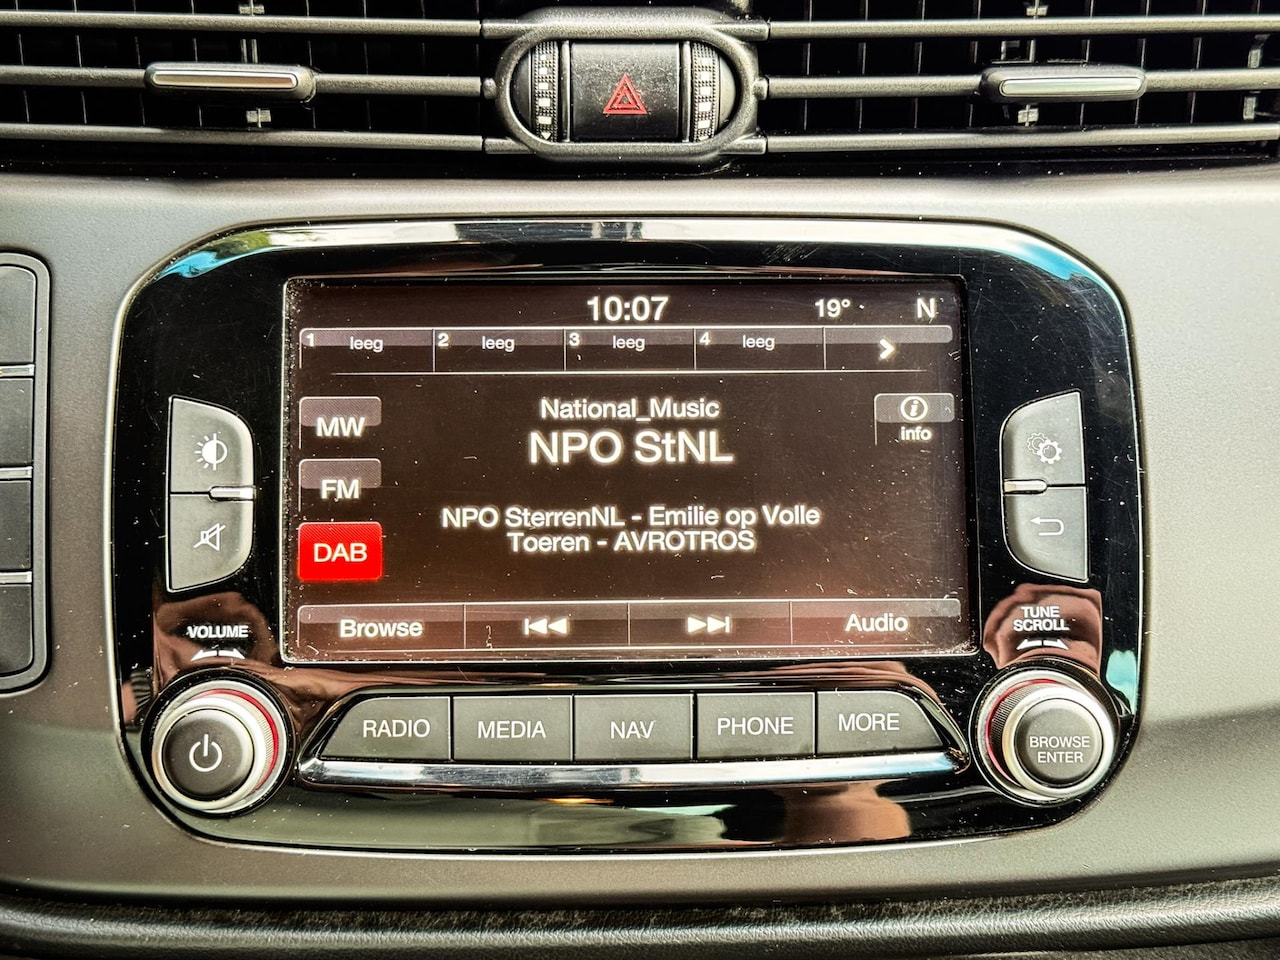 10:07 19° N
1 leeg 2 leeg 3 leeg 4 leeg
National_Music
MW
NPO StNL
info
FM
NPO SterrenNL - Emilie op Volle
Toeren - AVROTROS
DAB
Browse Audio
VOLUME
TUNE
SCROLL
RADIO MEDIA NAV PHONE MORE
BROWSE
ENTER